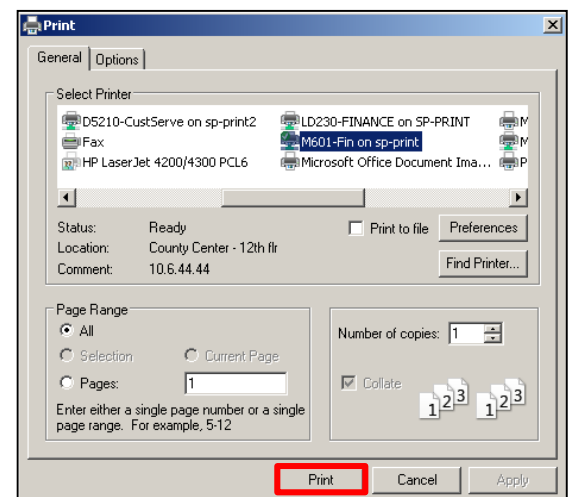 Print
General Options
Select Printer
D5210-CustServe on sp-print2 LD230-FINANCE on SP-PRINT M
Fax M601-Fin on sp-print M
HP LaserJet 4200/4300 PCL6 Microsoft Office Document Ima... P
Status: Ready Print to file Preferences
Location: County Center - 12th flr
Comment: 10.6.44.44 Find Printer...
Page Range
All Number of copies: 1
Selection Current Page
Pages: 1 Collate
Enter either a single page number or a single
page range. For example, 5-12
1 2 3 1 2 3
Print Cancel Apply